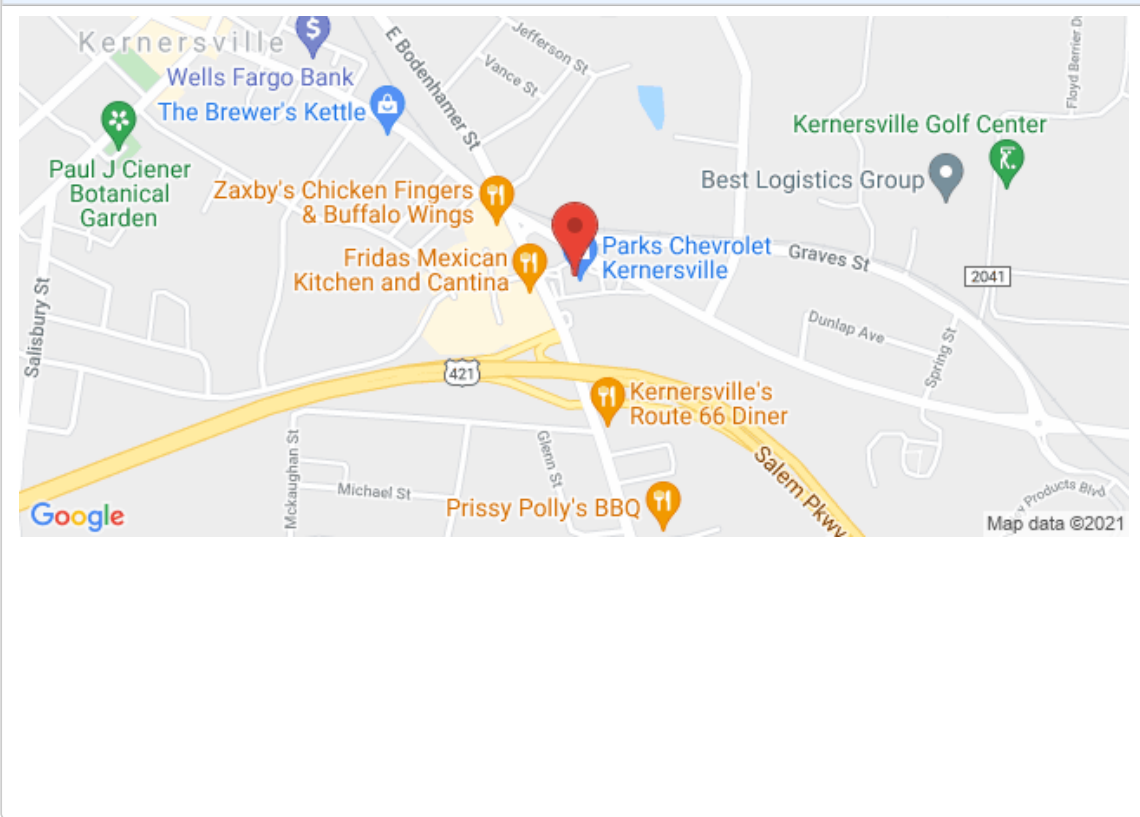 Kernersville
$
Wells Fargo Bank
The Brewer's Kettle
E Bodenhamer St
Jefferson St
Vance St
Floyd Berrier D
Paul J Ciener
Botanical
Garden
Zaxby's Chicken Fingers
& Buffalo Wings
Kernersville Golf Center
Best Logistics Group
Fridas Mexican
Kitchen and Cantina
Parks Chevrolet
Kernersville
Graves St
2041
Salisbury St
Dunlap Ave
Spring St
421
Kernersville's
Route 66 Diner
Mckaughan St
Glenn St
Michael St
Prissy Polly's BBQ
Salem Pkwy
y Products Blvd
Google
Map data ©2021